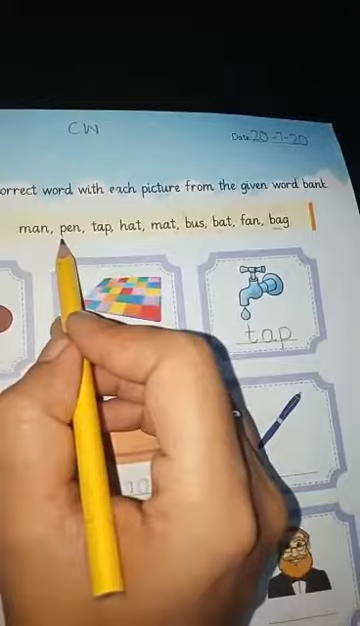 CW
Date 20-7-20
orrect word with each picture from the given word bank
man, pen, tap, hat, mat, bus, bat, fan, bag
tap